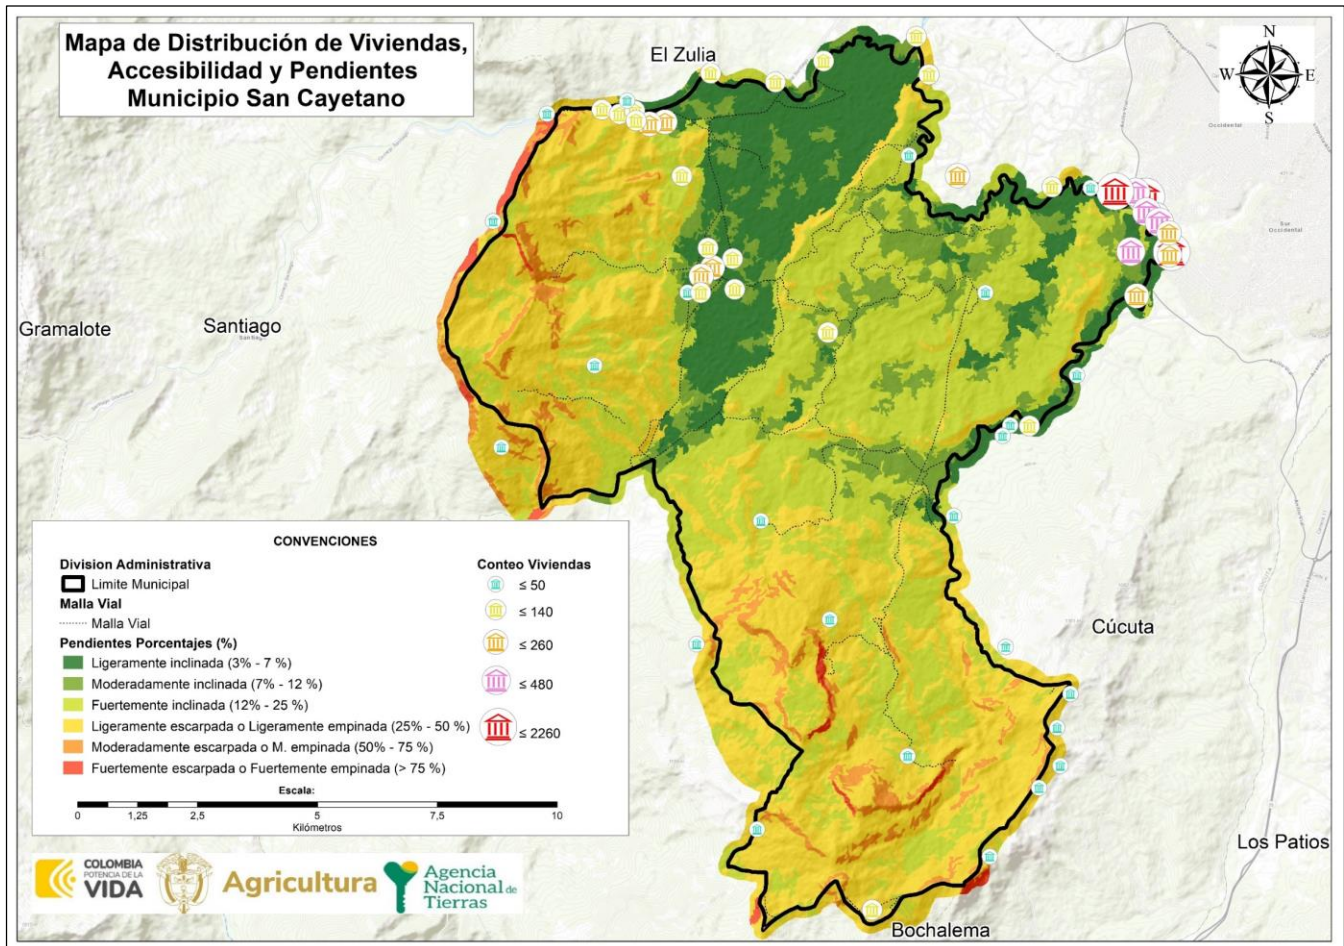 Mapa de Distribución de Viviendas,
Accesibilidad y Pendientes
Municipio San Cayetano
N
W E
S
El Zulia
Occidental
Gramalote
Santiago
Cúcuta
Los Patios
Bochalema
CONVENCIONES
Division Administrativa
Limite Municipal
Malla Vial
Malla Vial
Pendientes Porcentajes (%)
Ligeramente inclinada (3% - 7 %)
Moderadamente inclinada (7% - 12 %)
Fuertemente inclinada (12% - 25 %)
Ligeramente escarpada o Ligeramente empinada (25% - 50 %)
Moderadamente escarpada o M. empinada (50% - 75 %)
Fuertemente escarpada o Fuertemente empinada (> 75 %)
Conteo Viviendas
≤ 50
≤ 140
≤ 260
≤ 480
≤ 2260
Escala:
0 1,25 2,5 5 7,5 10
Kilómetros
COLOMBIA
POTENCIA DE LA
VIDA
Agricultura
Agencia
Nacional de
Tierras